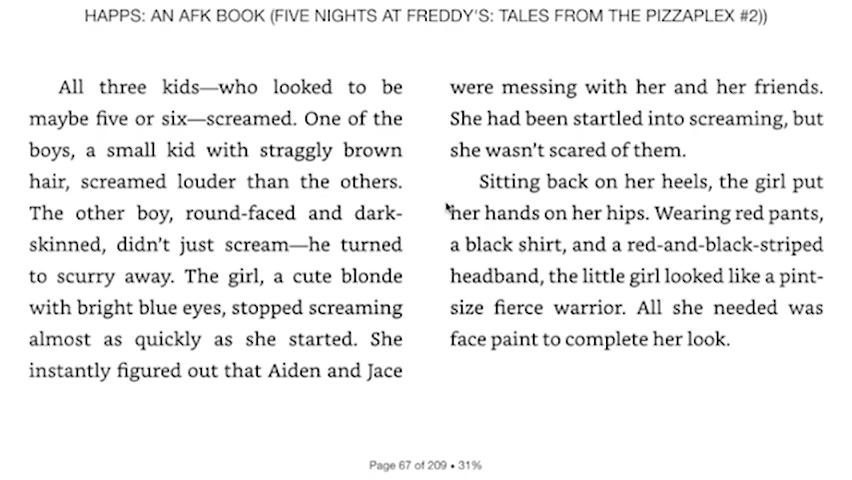 HAPPS: AN AFK BOOK (FIVE NIGHTS AT FREDDY'S: TALES FROM THE PIZZAPLEX #2))
All three kids—who looked to be
maybe five or six—screamed. One of the
boys, a small kid with straggly brown
hair, screamed louder than the others.
The other boy, round-faced and dark-
skinned, didn't just scream—he turned
to scurry away. The girl, a cute blonde
with bright blue eyes, stopped screaming
almost as quickly as she started. She
instantly figured out that Aiden and Jace
were messing with her and her friends.
She had been startled into screaming, but
she wasn't scared of them.
Sitting back on her heels, the girl put
her hands on her hips. Wearing red pants,
a black shirt, and a red-and-black-striped
headband, the little girl looked like a pint-
size fierce warrior. All she needed was
face paint to complete her look.
Page 67 of 209 • 31%